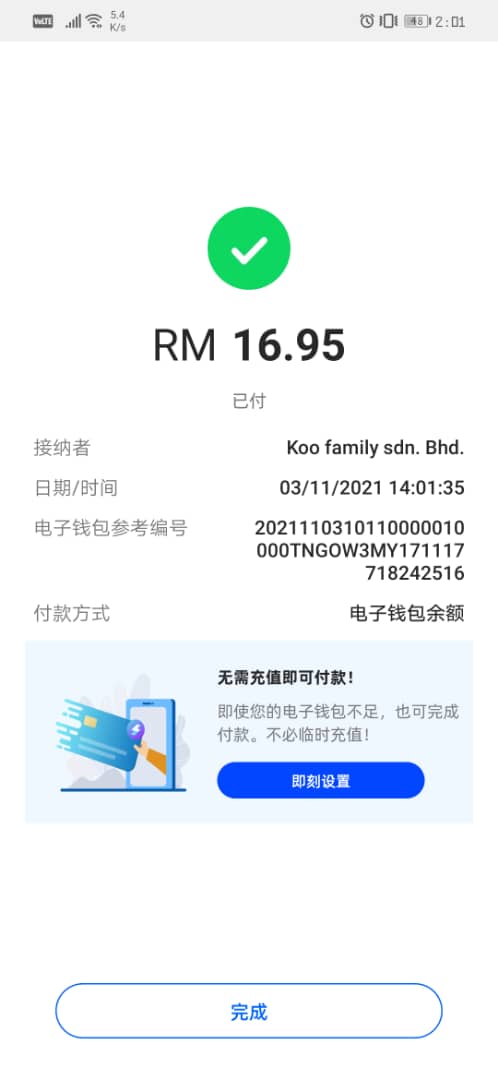 VoLTE 5.4 K/s 48 2:01
RM 16.95
已付
接纳者 Koo family sdn. Bhd.
日期/时间 03/11/2021 14:01:35
电子钱包参考编号 2021110310110000010
000TNGOW3MY171117
718242516
付款方式 电子钱包余额
无需充值即可付款!
即使您的电子钱包不足，也可完成
付款。不必临时充值!
即刻设置
完成